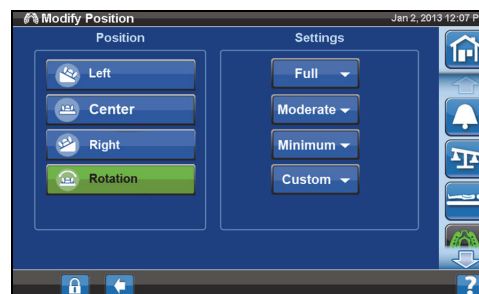 Modify Position
Jan 2, 2013 12:07 P
Position
Settings
Left
Full
Center
Moderate
Right
Minimum
Rotation
Custom
?